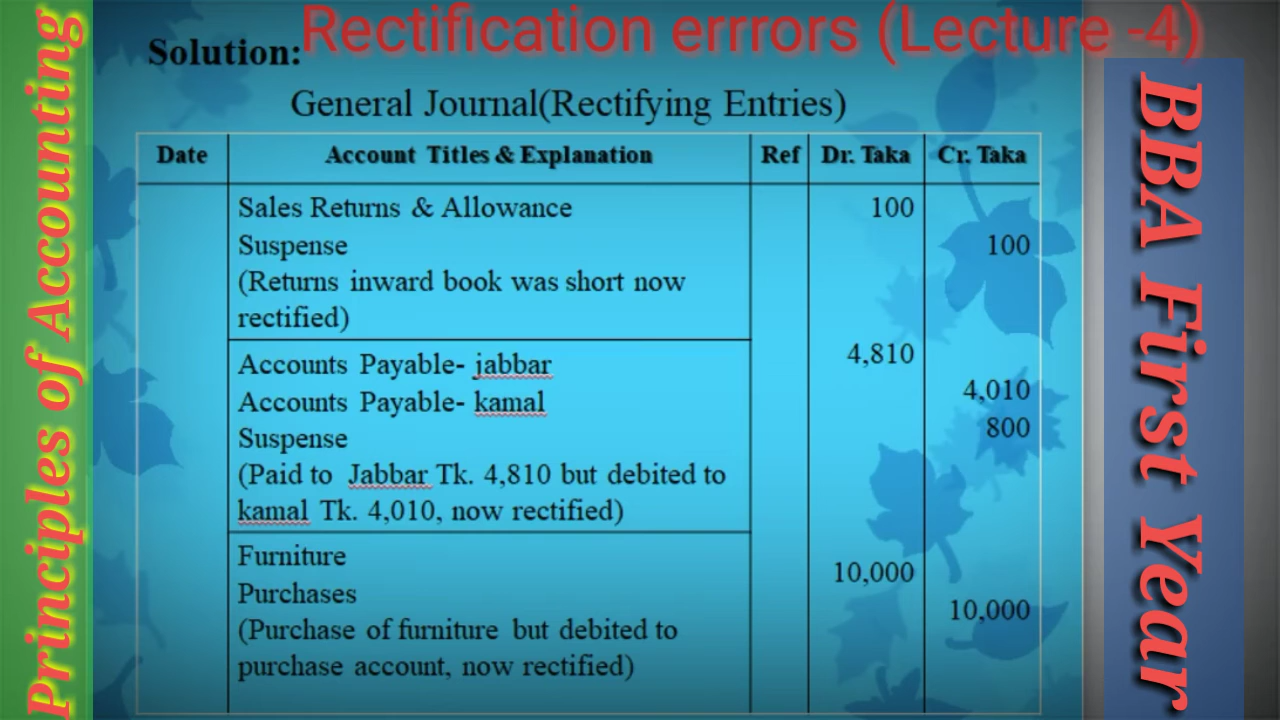 Principles of Accounting
Rectification errrors (Lecture -4)
Solution:
General Journal(Rectifying Entries)
Date Account Titles & Explanation Ref Dr. Taka Cr. Taka
Sales Returns & Allowance 100
Suspense 100
(Returns inward book was short now
rectified)
Accounts Payable- jabbar 4,810
Accounts Payable- kamal 4,010
Suspense 800
(Paid to Jabbar Tk. 4,810 but debited to
kamal Tk. 4,010, now rectified)
Furniture 10,000
Purchases 10,000
(Purchase of furniture but debited to
purchase account, now rectified)
BBA First Year